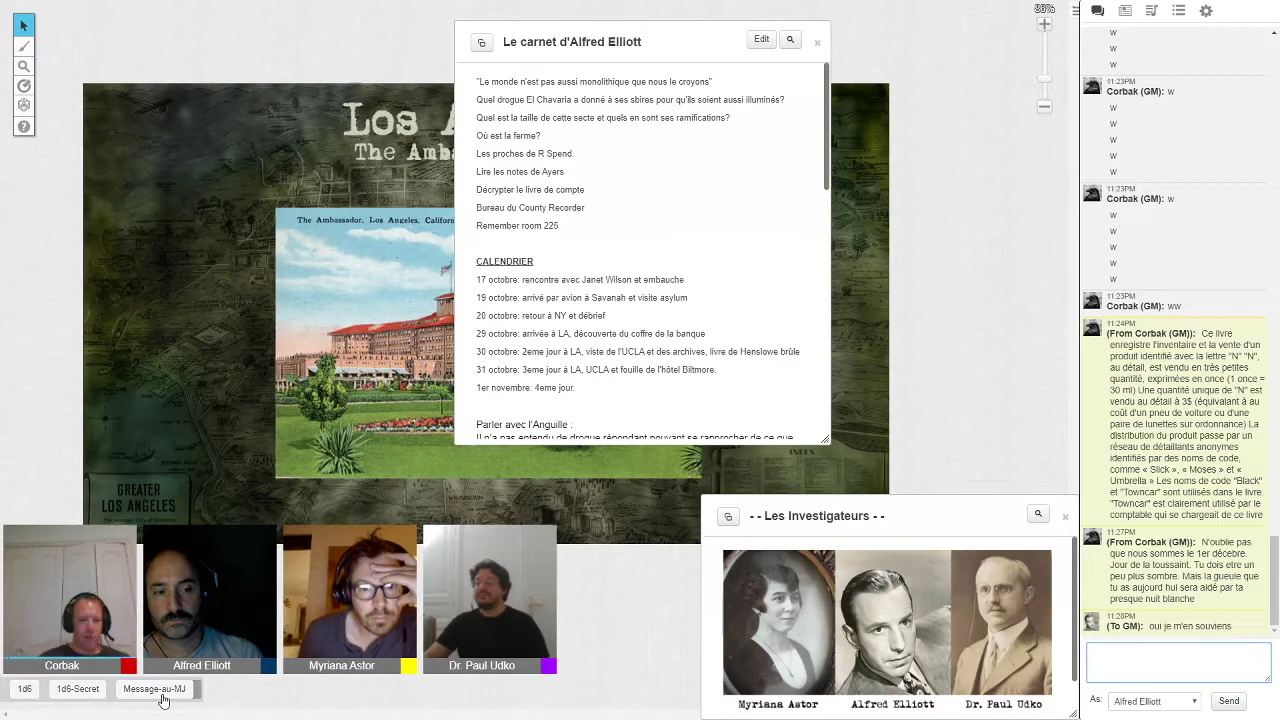 88%
Los A
The Amba
The Ambassador, Los Angeles, Californ
GREATER
LOS ANGELES
INDEX
Le carnet d'Alfred Elliott
Edit
×
"Le monde n'est pas aussi monolithique que nous le croyons"
Quel drogue El Chavaria a donné à ses sbires pour qu'ils soient aussi illuminés?
Quel est la taille de cette secte et quels en sont ses ramifications?
Où est la ferme?
Les proches de R Spend.
Lire les notes de Ayers
Décrypter le livre de compte
Bureau du County Recorder
Remember room 225
CALENDRIER
17 octobre: rencontre avec Janet Wilson et embauche
19 octobre: arrivé par avion à Savanah et visite asylum
20 octobre: retour à NY et débrief
29 octobre: arrivée à LA, découverte du coffre de la banque
30 octobre: 2eme jour à LA, viste de l'UCLA et des archives, livre de Henslowe brûle
31 octobre: 3eme jour à LA, UCLA et fouille de l'hôtel Biltmore.
1er novembre: 4eme jour.
Parler avec l'Anguille :
Il n'a pas entendu de drogue répondant pouvant se rapprocher de ce que
- - Les Investigateurs - -
×
Myriana Astor
Alfred Elliott
Dr. Paul Udko
Corbak
Alfred Elliott
Myriana Astor
Dr. Paul Udko
1d6
1d6-Secret
Message-au-MJ
w
w
w
11:23PM
Corbak (GM): w
w
w
w
w
w
11:23PM
Corbak (GM): w
w
w
w
w
w
11:23PM
Corbak (GM): ww
11:24PM
(From Corbak (GM)): Ce livre
enregistre l'inventaire et la vente d'un
produit identifié avec la lettre "N" "N",
au détail, est vendu en très petites
quantité, exprimées en once (1 once =
30 ml) Une quantité unique de "N" est
vendu au détail à 3$ (équivalant à au
coût d'un pneu de voiture ou d'une
paire de lunettes sur ordonnance) La
distribution du produit passe par un
réseau de détaillants anonymes
identifiés par des noms de code,
comme « Slick », « Moses » et «
Umbrella » Les noms de code "Black"
et "Towncar" sont utilisés dans le livre.
"Towncar" est clairement utilisé par le
comptable qui se chargeait de ce livre
11:27PM
(From Corbak (GM)): N'oublie pas
que nous sommes le 1er décebre.
Jour de la toussaint. Tu dois etre un
peu plus sombre. Mais la gueule que
tu as aujourd hui sera aidé par ta
presque nuit blanche
11:28PM
(To GM): oui je m'en souviens
As:
Alfred Elliott
Send